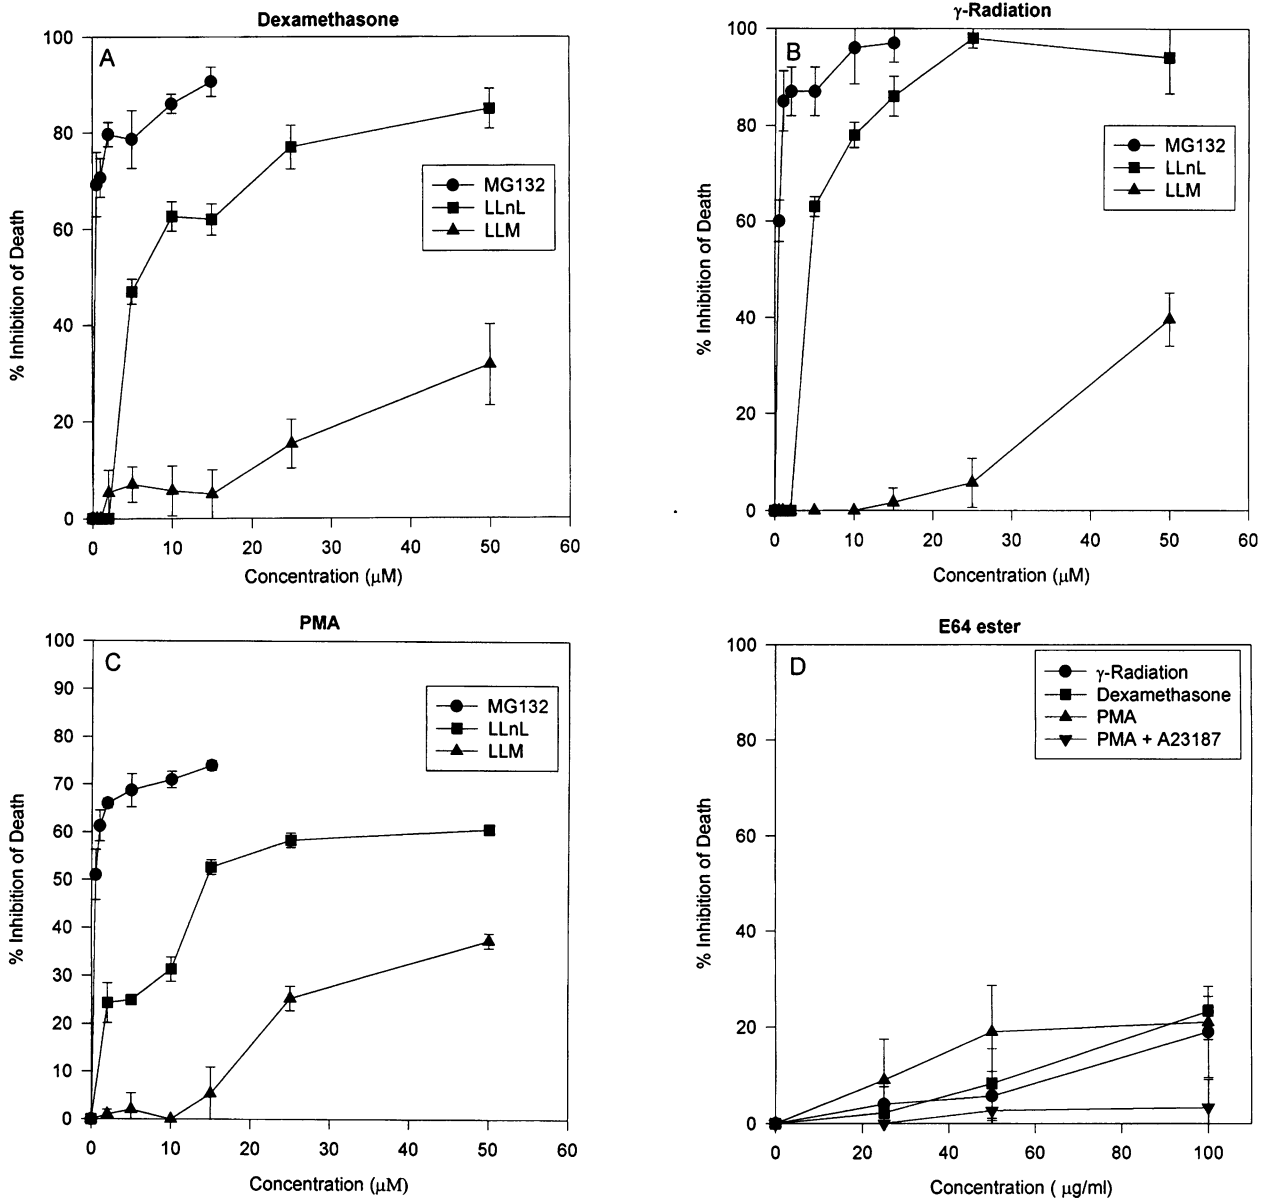 Dexamethasone
A
100
80
60
40
20
0
% Inhibition of Death
MG132
LLnL
LLM
0 10 20 30 40 50 60
Concentration (μM)
γ-Radiation
B
100
80
60
40
20
0
% Inhibition of Death
MG132
LLnL
LLM
0 10 20 30 40 50 60
Concentration (μM)
PMA
C
100
90
80
70
60
50
40
30
20
10
0
% Inhibition of Death
MG132
LLnL
LLM
0 10 20 30 40 50 60
Concentration (μM)
E64 ester
D
100
80
60
40
20
0
% Inhibition of Death
γ-Radiation
Dexamethasone
PMA
PMA + A23187
0 20 40 60 80 100
Concentration ( μg/ml)